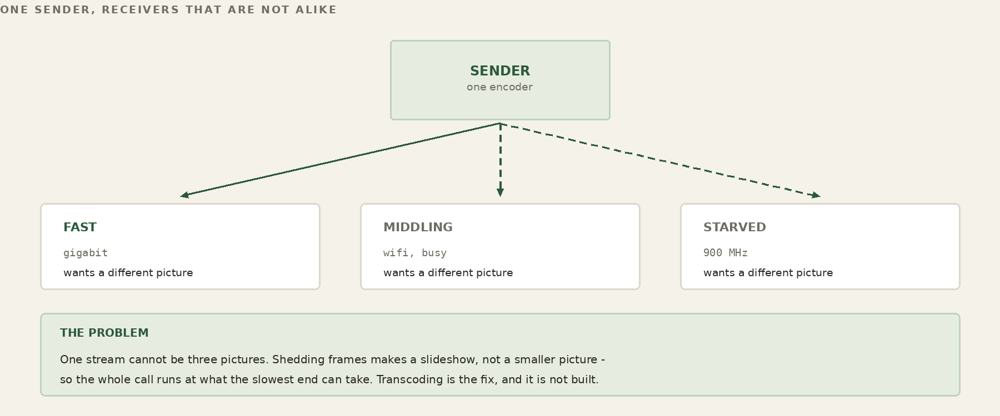 ONE SENDER, RECEIVERS THAT ARE NOT ALIKE
SENDER
one encoder
FAST
gigabit
wants a different picture
MIDDLING
wifi, busy
wants a different picture
STARVED
900 MHz
wants a different picture
THE PROBLEM
One stream cannot be three pictures. Shedding frames makes a slideshow, not a smaller picture -
so the whole call runs at what the slowest end can take. Transcoding is the fix, and it is not built.